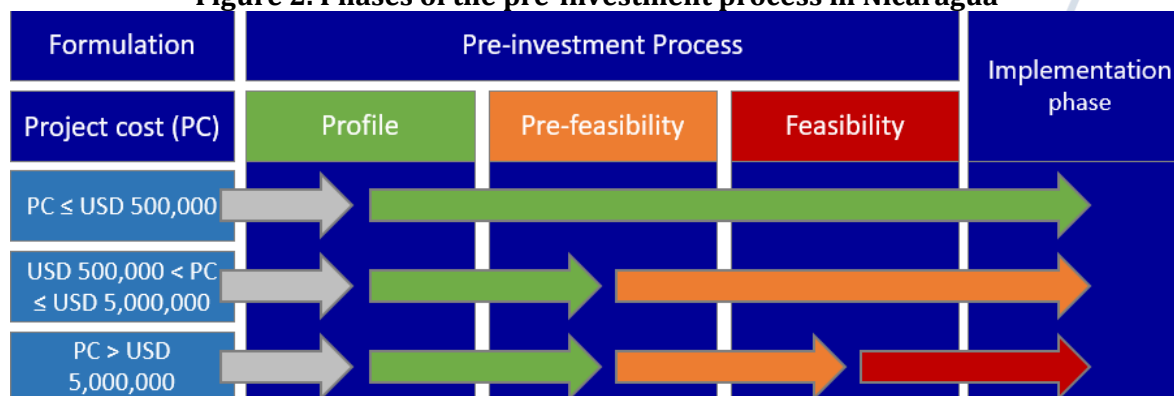 Figure 2. Phases of the pre-investment process in Nicaragua
Formulation
Pre-investment Process
Implementation
phase
Project cost (PC)
Profile
Pre-feasibility
Feasibility
PC ≤ USD 500,000
USD 500,000 < PC
≤ USD 5,000,000
PC > USD
5,000,000